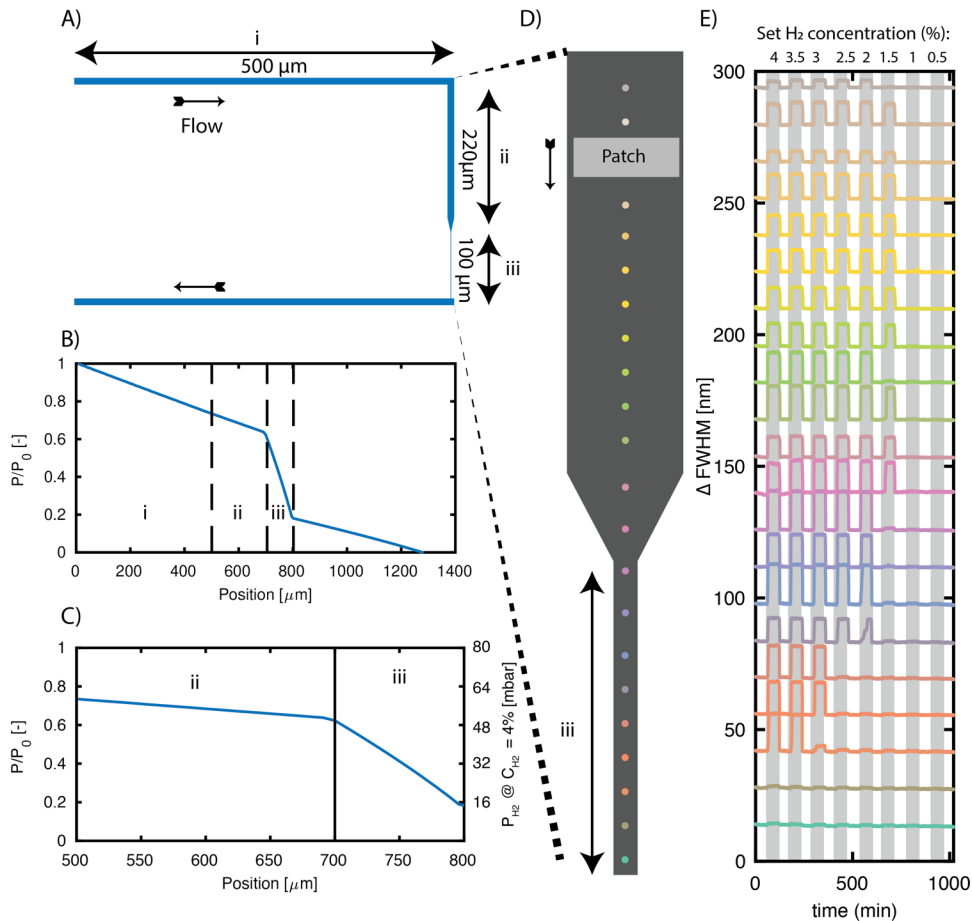 A)
i
500 μm
Flow
220μm
ii
100 μm
iii
B)
P/P₀ [-]
1
0.8
0.6
0.4
0.2
0
i
ii
iii
0 200 400 600 800 1000 1200 1400
Position [μm]
C)
P/P₀ [-]
1
0.8
0.6
0.4
0.2
0
ii
iii
80
64
48
32
16
P_H2 @ C_H2 = 4% [mbar]
500 550 600 650 700 750 800
Position [μm]
D)
Patch
iii
E)
Set H₂ concentration (%):
4 3.5 3 2.5 2 1.5 1 0.5
Δ FWHM [nm]
300
250
200
150
100
50
0
0 500 1000
time (min)